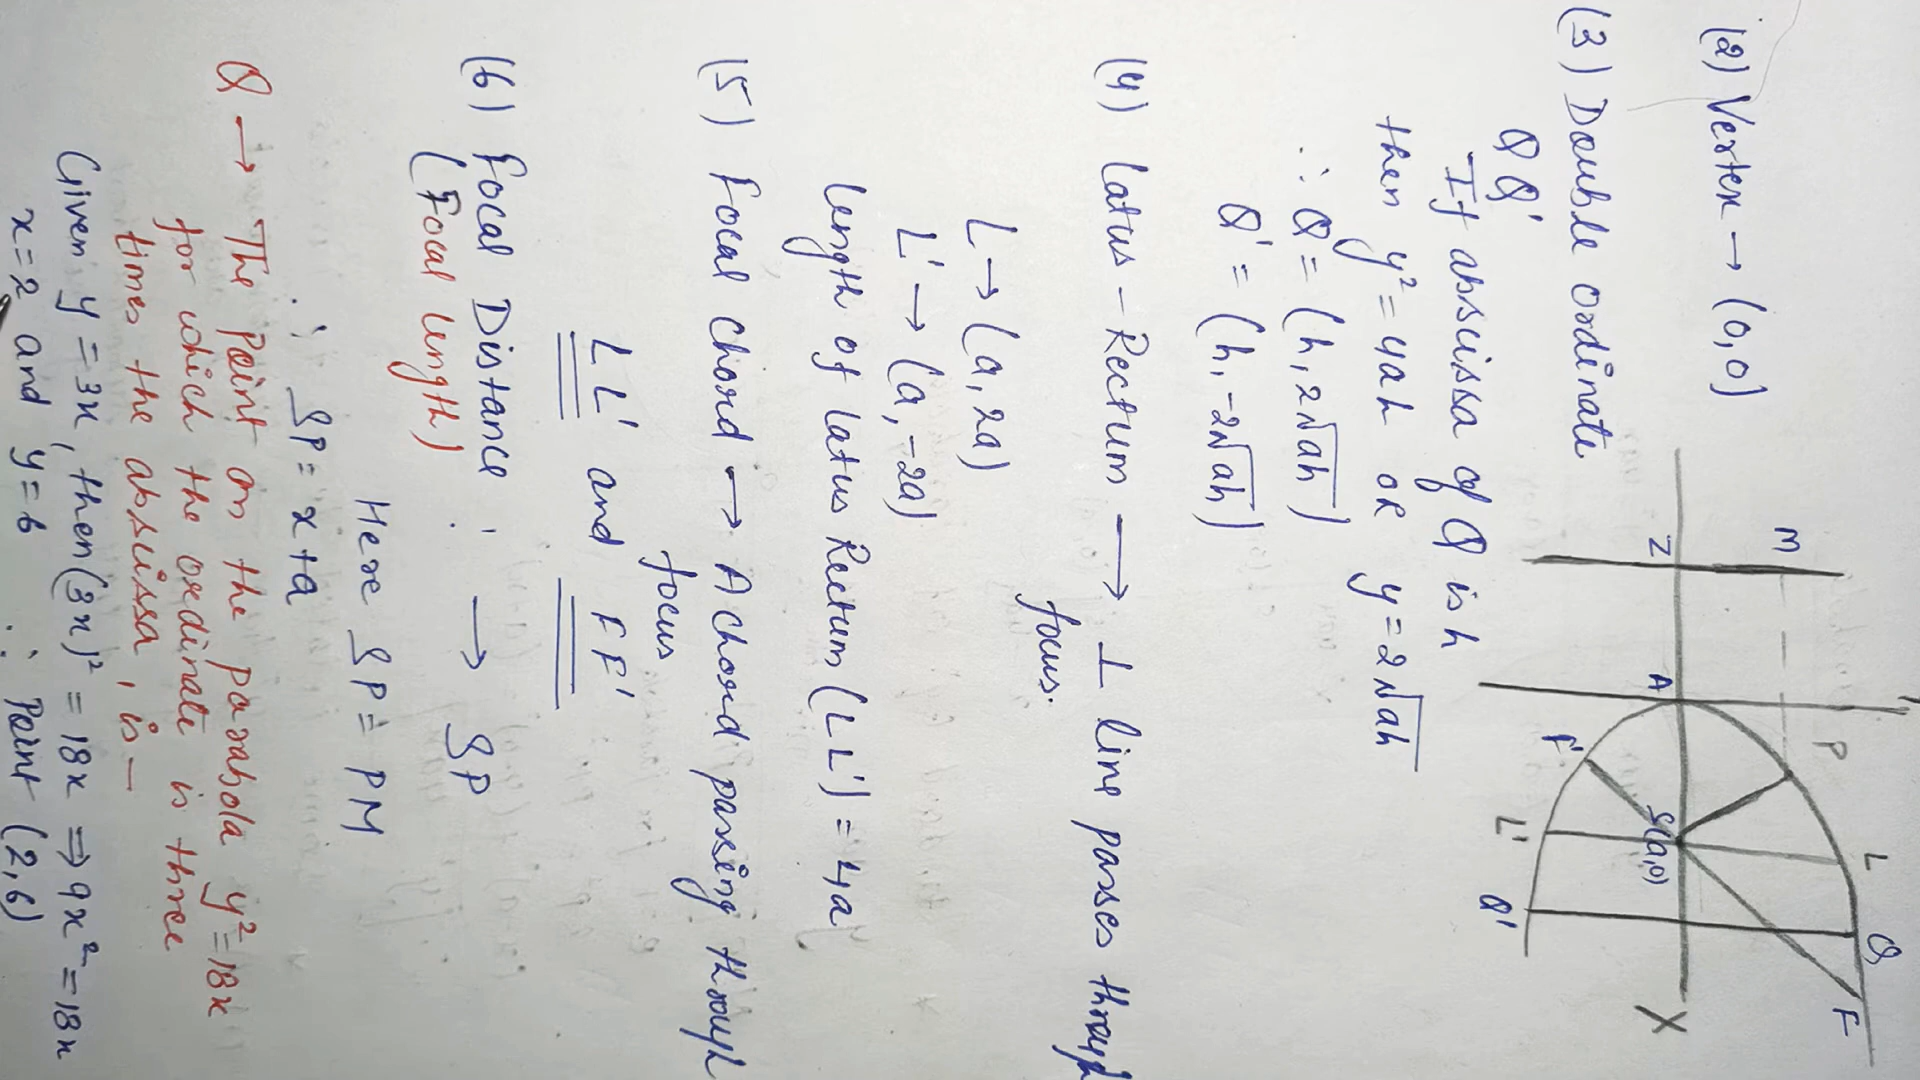 (2) Vertex → (0,0)
(3) Double ordinate
QQ'
If abscissa of Q is h
then y² = 4ah or y = 2√ah
∴ Q = (h, 2√ah)
Q' = (h, -2√ah)
M
Z
A
P
F'
S(a,0)
L
L'
Q
Q'
F
X
(4) Latus-Rectum → ⊥ line passes through
focus.
L → (a, 2a)
L' → (a, -2a)
Length of Latus Rectum (LL') = 4a
(5) Focal Chord → A chord passing through
focus
LL' and FF'
(6) Focal Distance : → SP
(Focal length)
Here SP = PM
∴ SP = x+a
Q → The Point on the parabola y² = 18x
for which the ordinate is three
times the abscissa, is —
Given y = 3x, then (3x)² = 18x ⇒ 9x² = 18x
x = 2 and y = 6 ∴ Point (2,6)